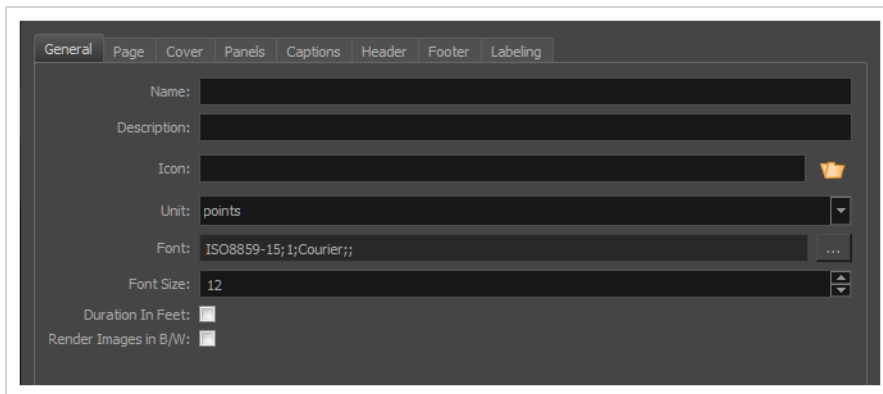 General Page Cover Panels Captions Header Footer Labeling
Name:
Description:
Icon:
Unit: points
Font: ISO8859-15;1;Courier;; ...
Font Size: 12
Duration In Feet:
Render Images in B/W: